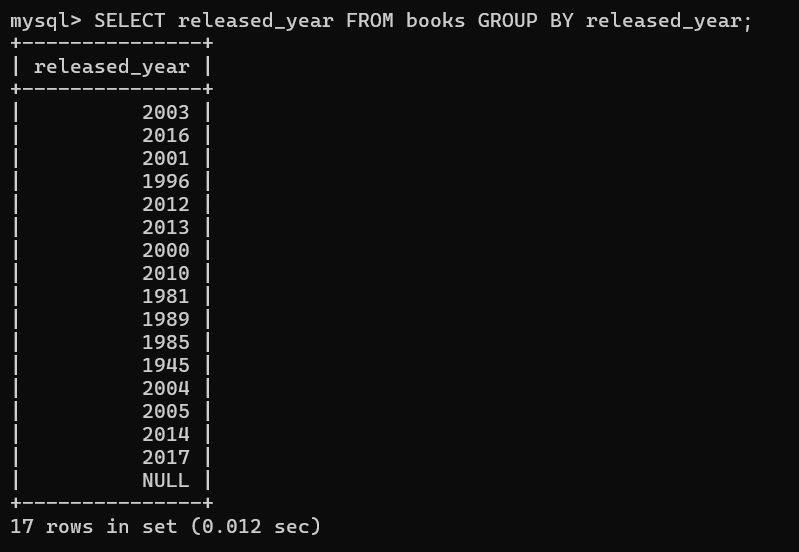 mysql> SELECT released_year FROM books GROUP BY released_year;
+---------------+
| released_year |
+---------------+
|          2003 |
|          2016 |
|          2001 |
|          1996 |
|          2012 |
|          2013 |
|          2000 |
|          2010 |
|          1981 |
|          1989 |
|          1985 |
|          1945 |
|          2004 |
|          2005 |
|          2014 |
|          2017 |
|          NULL |
+---------------+
17 rows in set (0.012 sec)